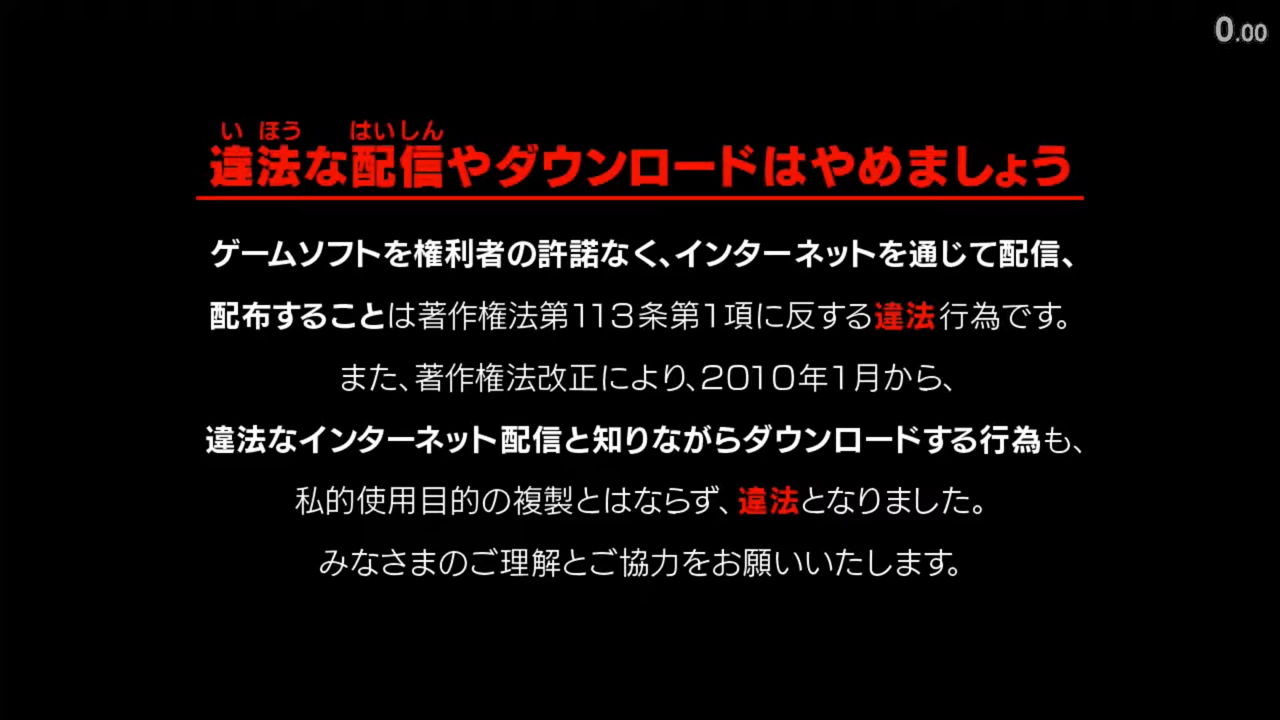 0.00
い ほう はい しん
違法な配信やダウンロードはやめましょう
ゲームソフトを権利者の許諾なく、インターネットを通じて配信、
配布することは著作権法第113条第1項に反する違法行為です。
また、著作権法改正により、2010年1月から、
違法なインターネット配信と知りながらダウンロードする行為も、
私的使用目的の複製とはならず、違法となりました。
みなさまのご理解とご協力をお願いいたします。